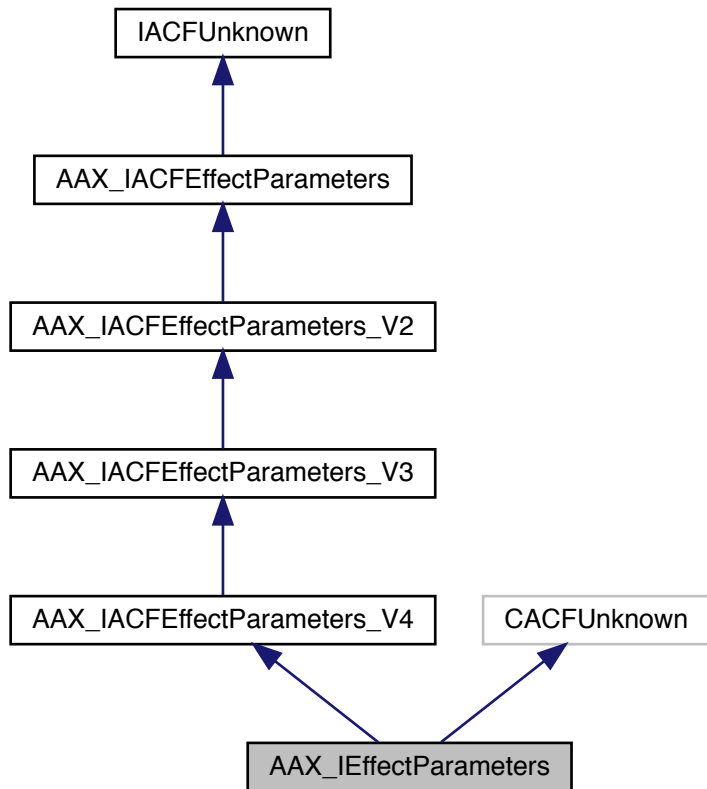 IACFUnknown
AAX_IACFEffectParameters
AAX_IACFEffectParameters_V2
AAX_IACFEffectParameters_V3
AAX_IACFEffectParameters_V4
CACFUnknown
AAX_IEffectParameters